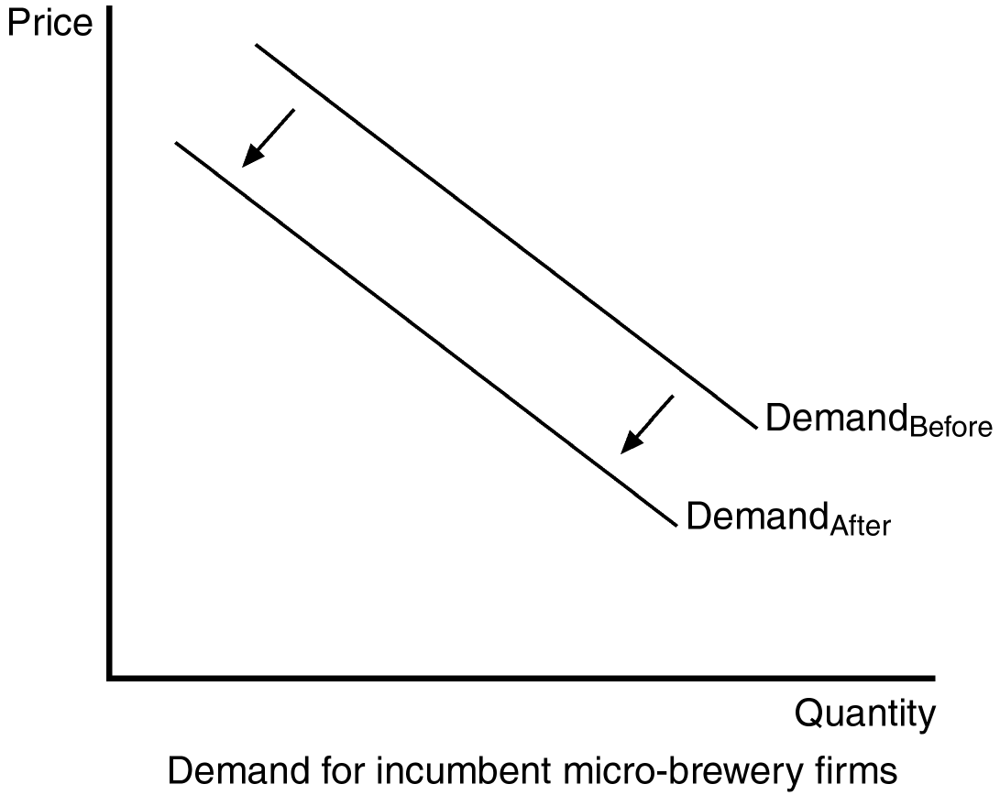 Price
Demand_Before
Demand_After
Quantity
Demand for incumbent micro-brewery firms